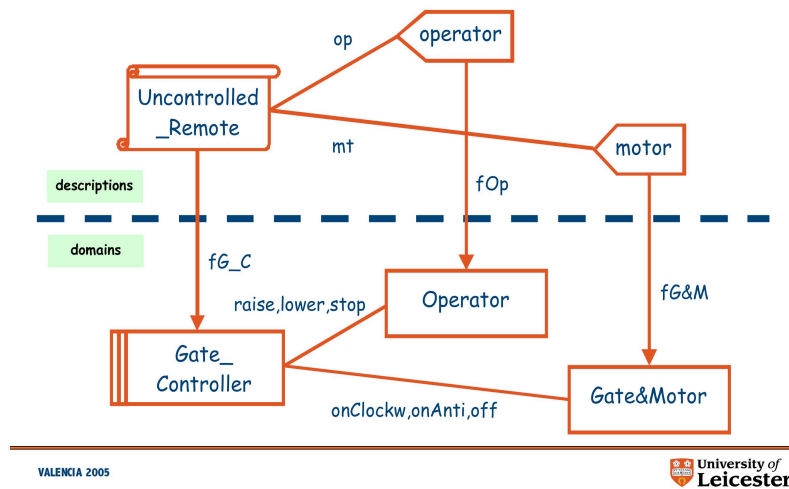 op
operator
Uncontrolled
_Remote
mt
motor
descriptions
fOp
domains
fG_C
fG&M
raise,lower,stop
Operator
Gate_
Controller
Gate&Motor
onClockw,onAnti,off
VALENCIA 2005
University of
Leicester